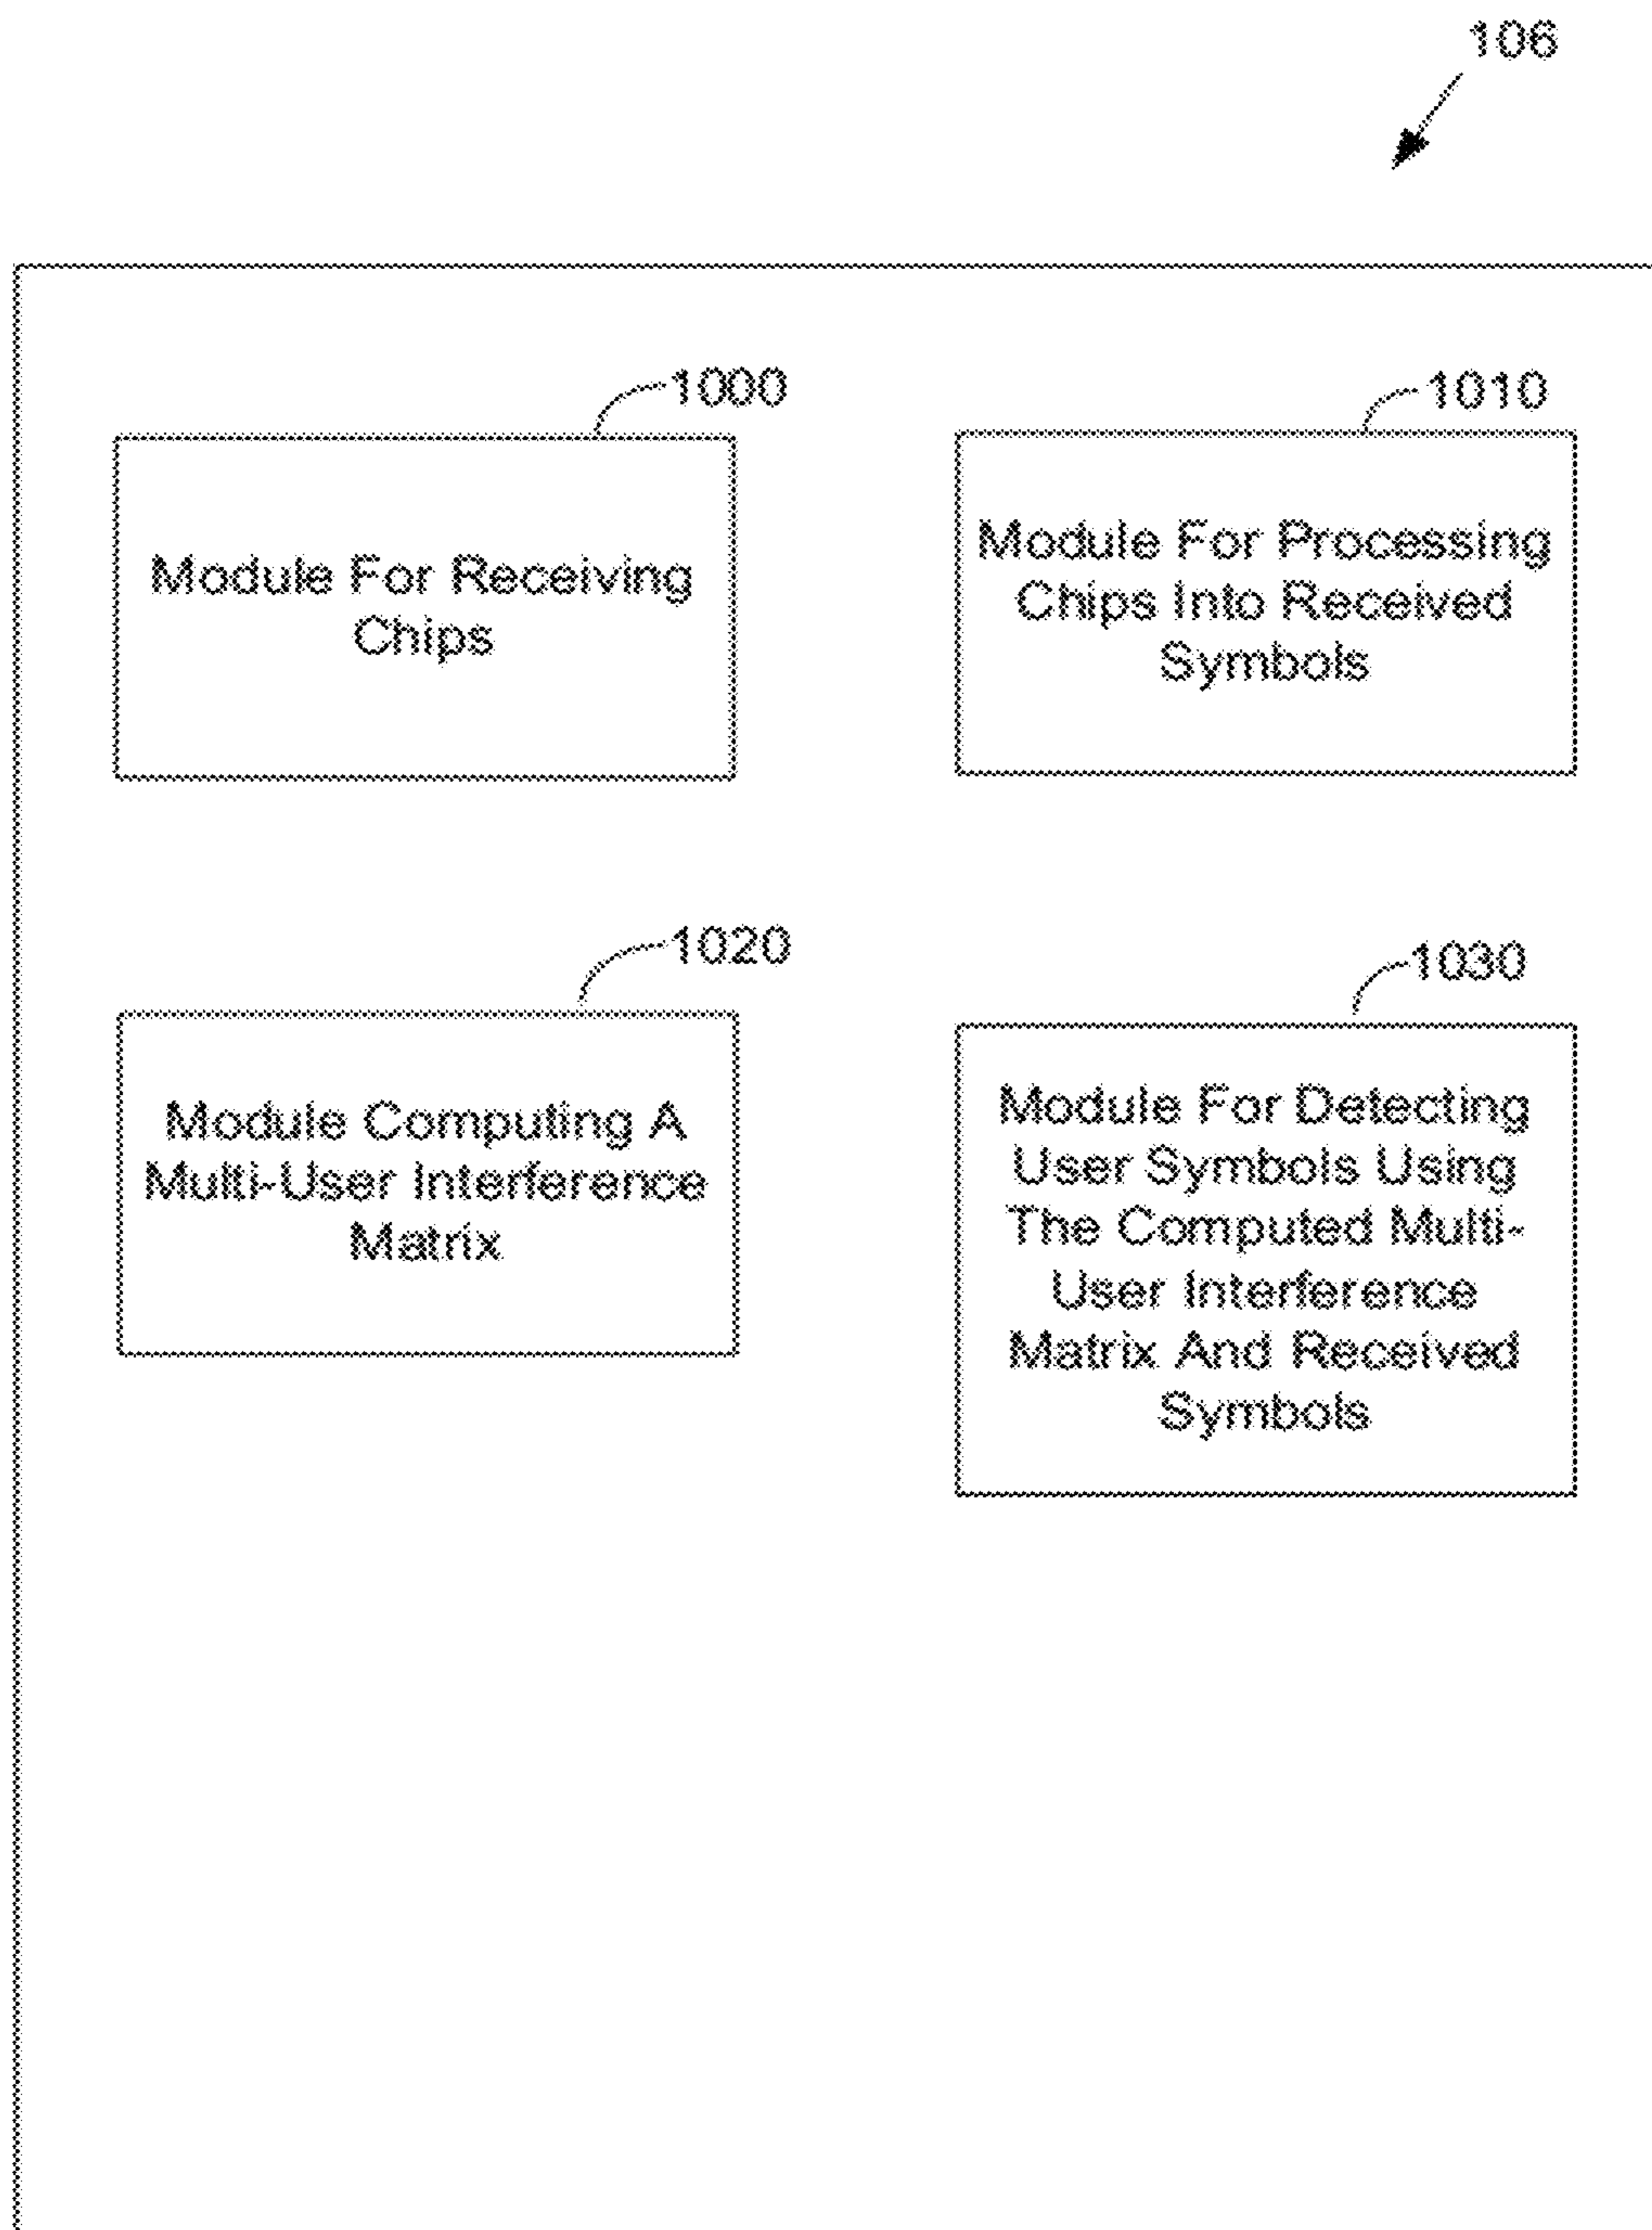 106
1000
Module For Receiving
Chips
1010
Module For Processing
Chips Into Received
Symbols
1020
Module Computing A
Multi-User Interference
Matrix
1030
Module For Detecting
User Symbols Using
The Computed Multi-
User Interference
Matrix And Received
Symbols